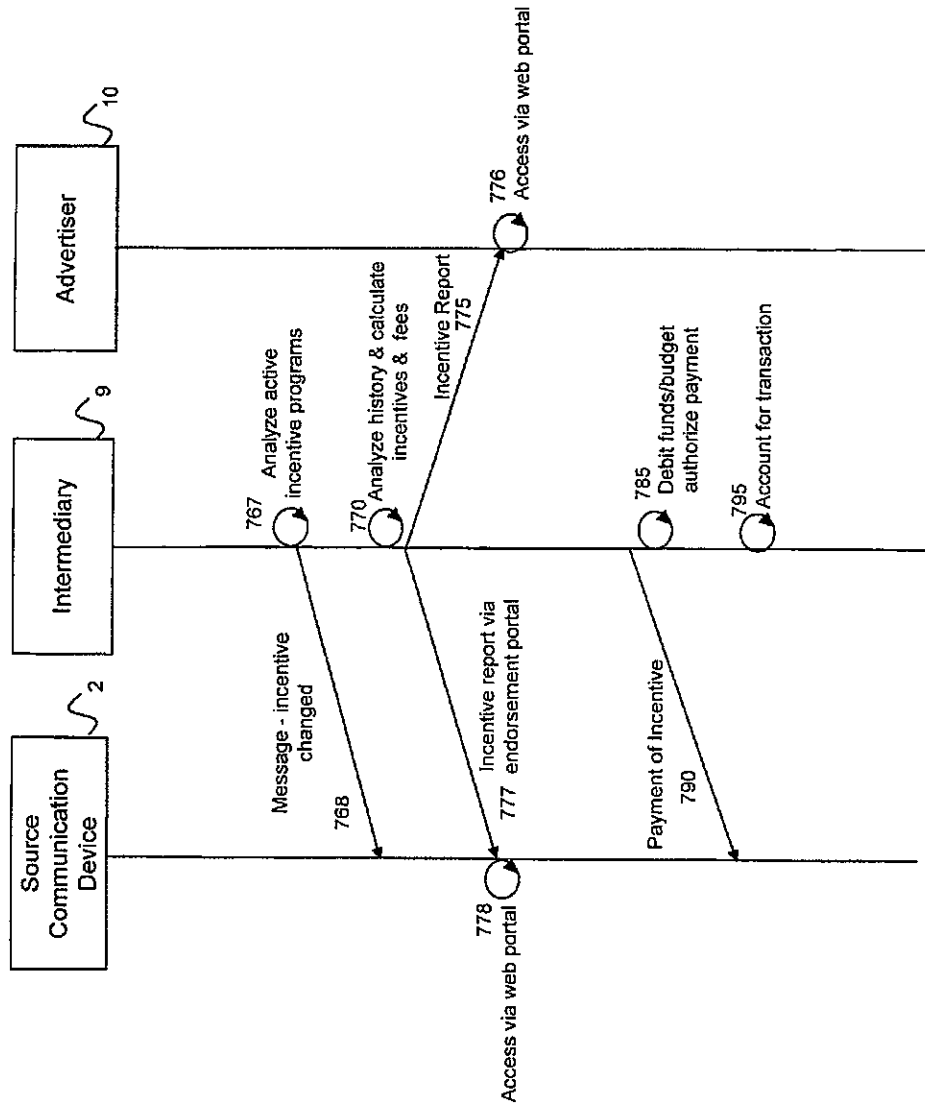 Source
Communication
Device
2
Intermediary
9
Advertiser
10
767
Analyze active
incentive programs
Message - incentive
changed
768
770
Analyze history & calculate
incentives & fees
Incentive Report
775
776
Access via web portal
Incentive report via
777 endorsement portal
778
Access via web portal
785
Debit funds/budget
authorize payment
Payment of Incentive
790
795
Account for transaction